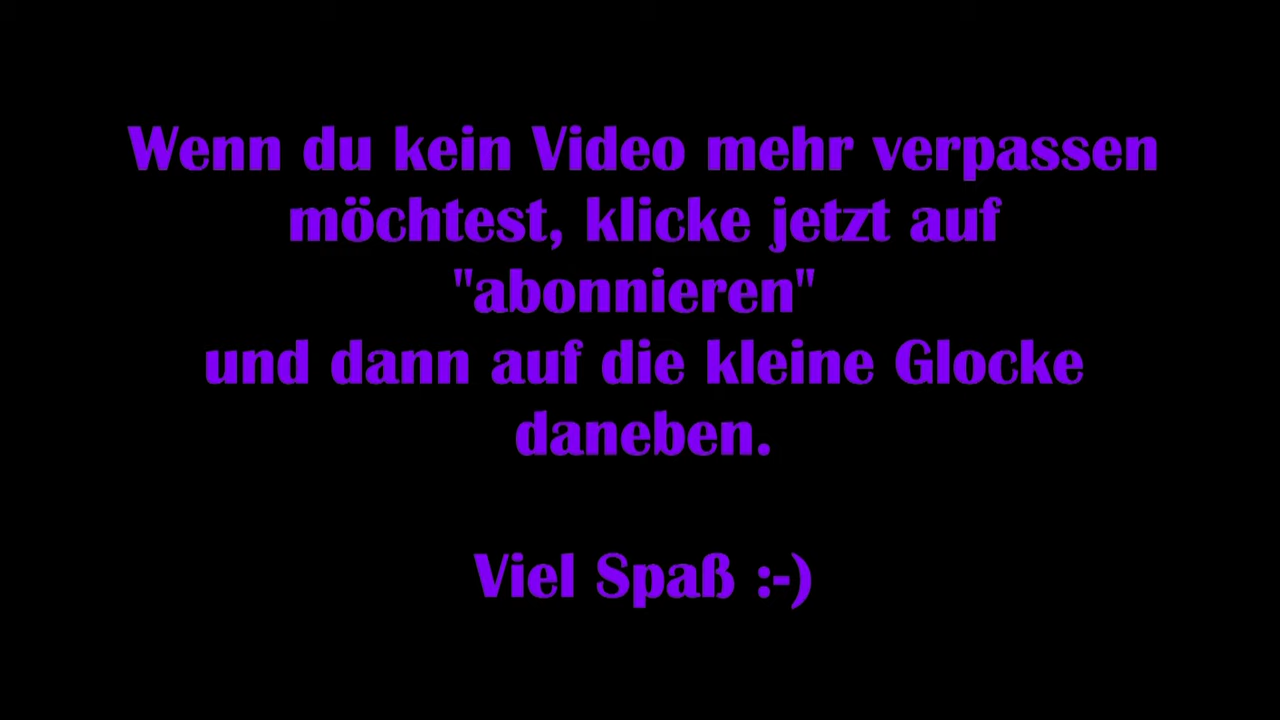 Wenn du kein Video mehr verpassen
möchtest, klicke jetzt auf
"abonnieren"
und dann auf die kleine Glocke
daneben.
Viel Spaß :-)